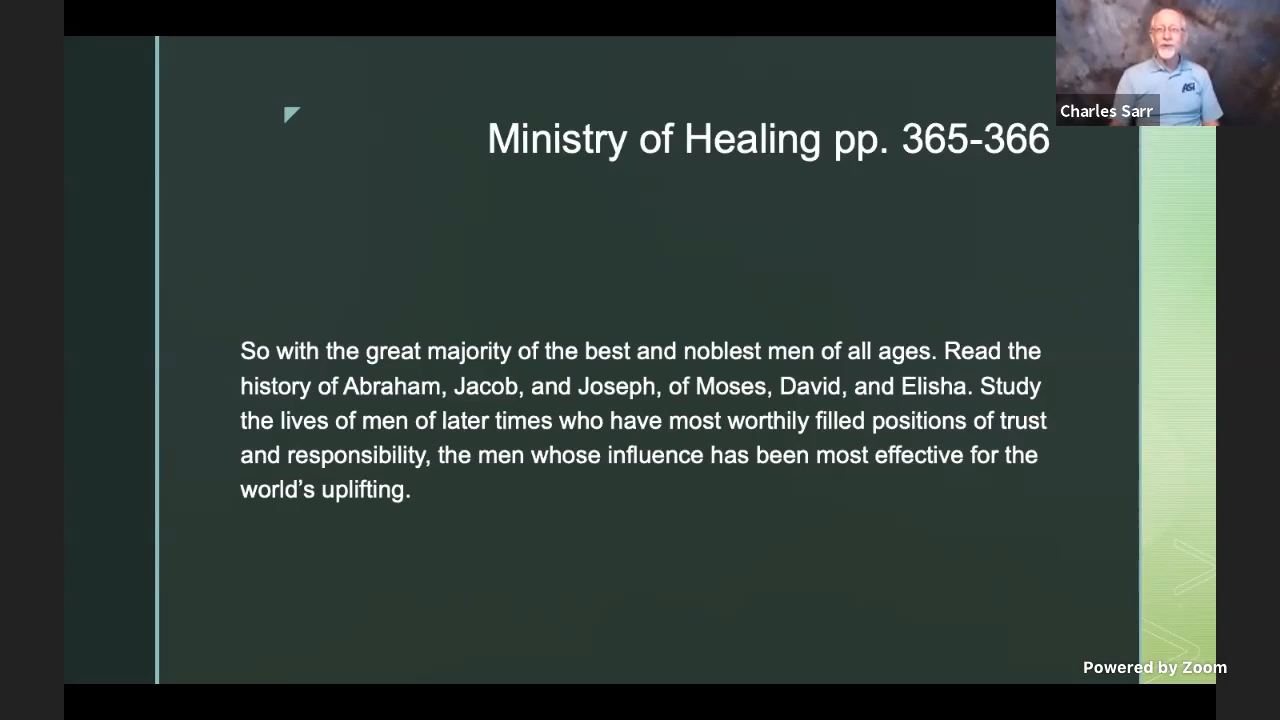 Ministry of Healing pp. 365-366
ASI
Charles Sarr
So with the great majority of the best and noblest men of all ages. Read the
history of Abraham, Jacob, and Joseph, of Moses, David, and Elisha. Study
the lives of men of later times who have most worthily filled positions of trust
and responsibility, the men whose influence has been most effective for the
world’s uplifting.
Powered by Zoom